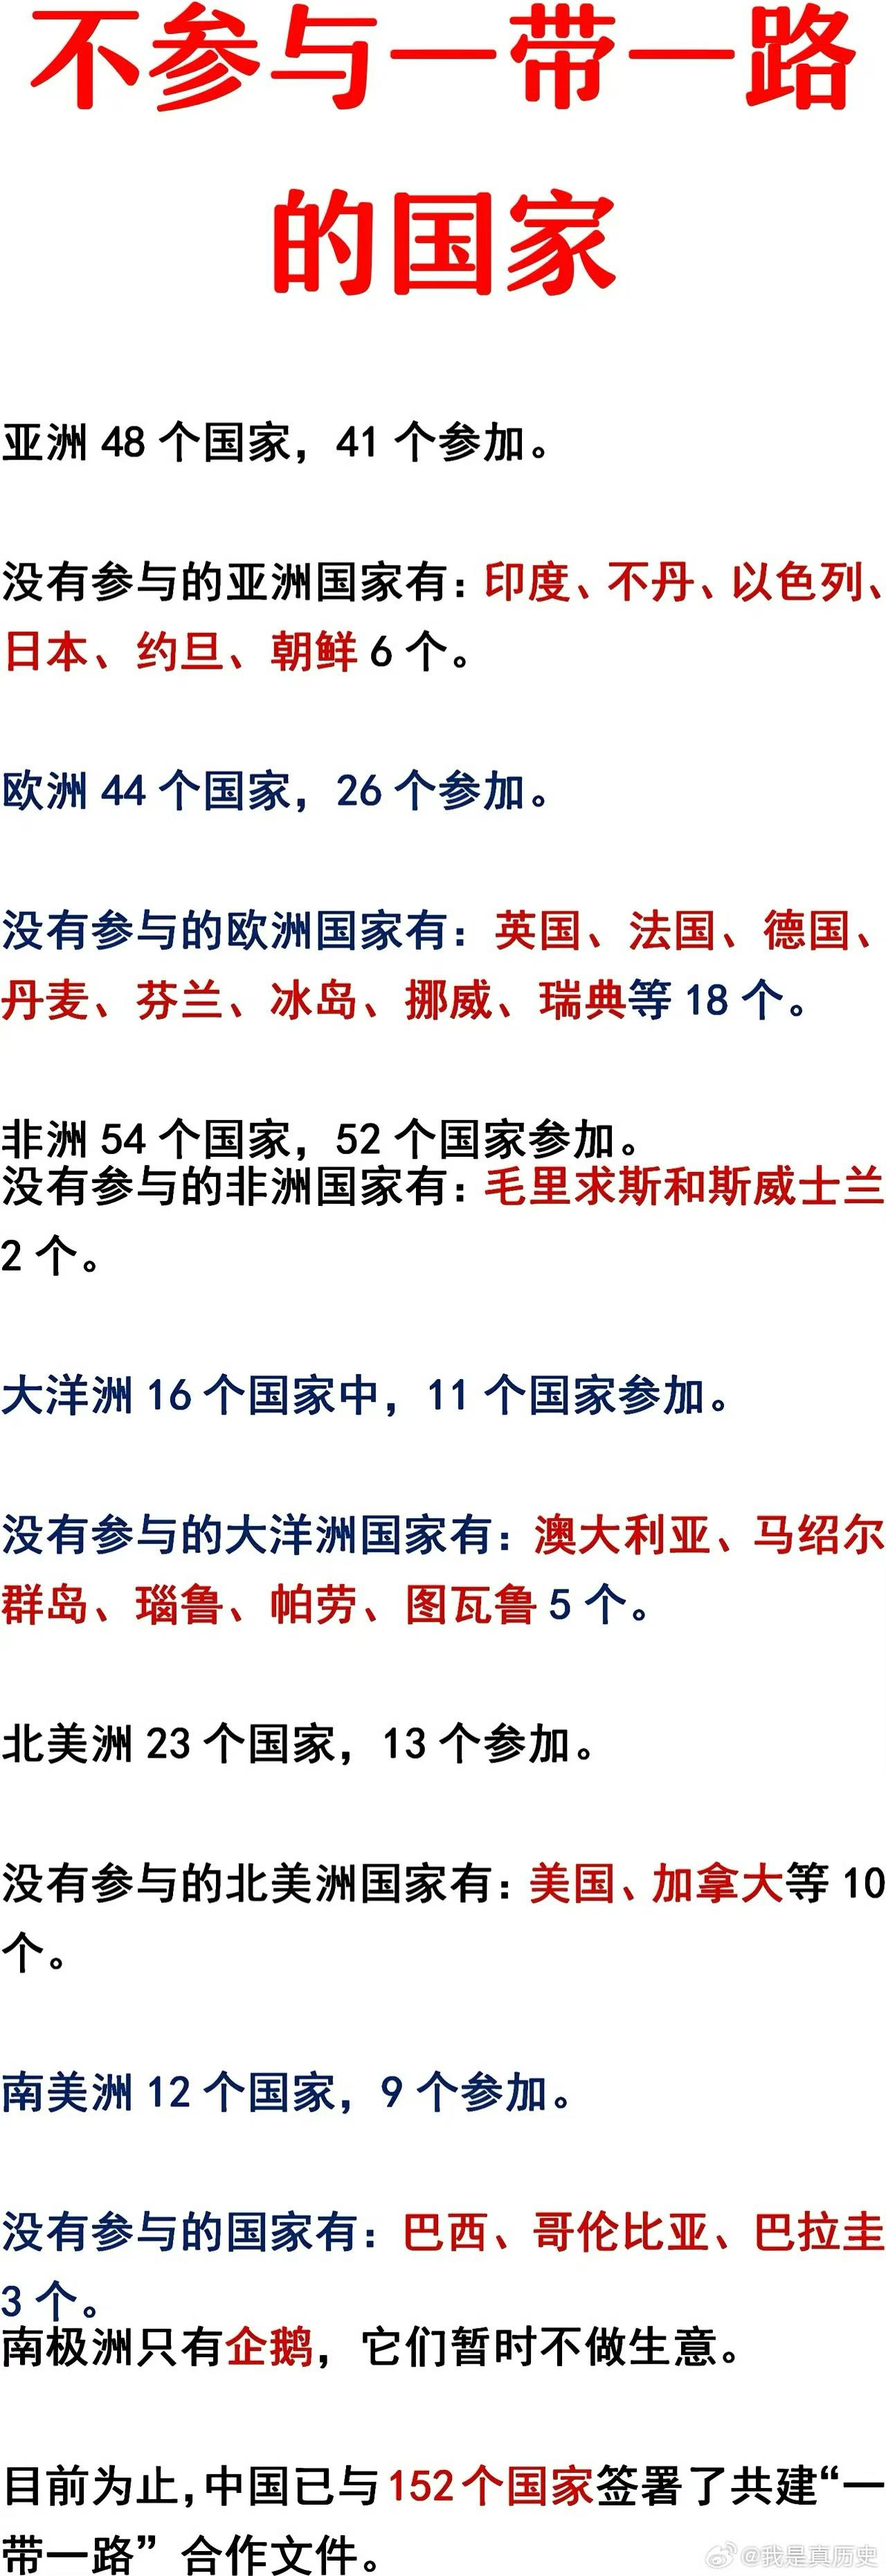 不参与一带一路
的国家
亚洲 48 个国家，41 个参加。
没有参与的亚洲国家有：印度、不丹、以色列、
日本、约旦、朝鲜 6 个。
欧洲 44 个国家，26 个参加。
没有参与的欧洲国家有：英国、法国、德国、
丹麦、芬兰、冰岛、挪威、瑞典等 18 个。
非洲 54 个国家，52 个国家参加。
没有参与的非洲国家有：毛里求斯和斯威士兰
2 个。
大洋洲 16 个国家中，11 个国家参加。
没有参与的大洋洲国家有：澳大利亚、马绍尔
群岛、瑙鲁、帕劳、图瓦鲁 5 个。
北美洲 23 个国家，13 个参加。
没有参与的北美洲国家有：美国、加拿大等 10
个。
南美洲 12 个国家，9 个参加。
没有参与的国家有：巴西、哥伦比亚、巴拉圭
3 个。
南极洲只有企鹅，它们暂时不做生意。
目前为止,中国已与 152 个国家签署了共建“一
带一路” 合作文件。
@我是真历史